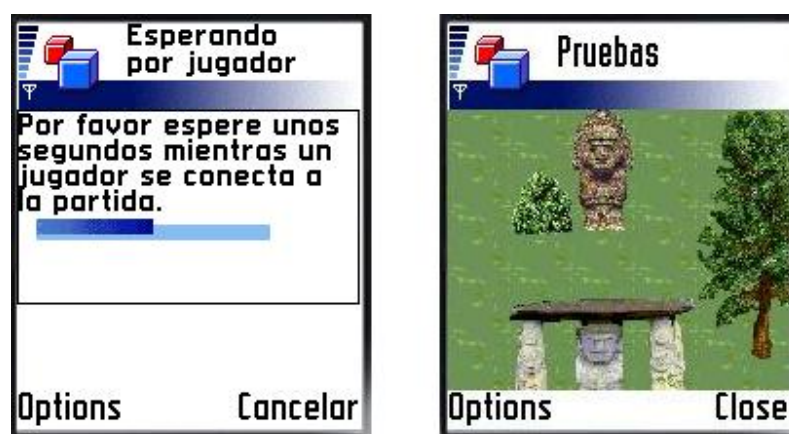 Esperando
por jugador
Por favor espere unos
segundos mientras un
jugador se conecta a
la partida.
Options Cancelar
Pruebas
Options Close